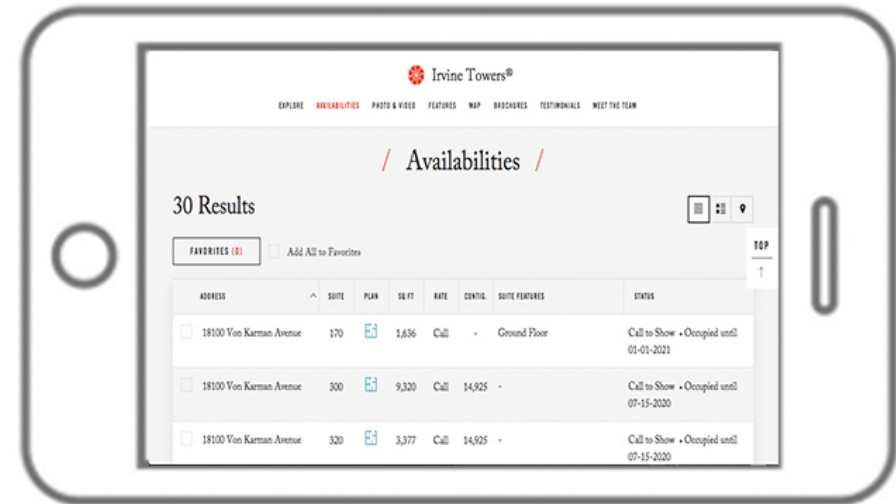 Irvine Towers®
EXPLORE AVAILABILITIES PHOTO & VIDEO FEATURES MAP BROCHURES TESTIMONIALS MEET THE TEAM
/ Availabilities /
30 Results
FAVORITES (0) Add All to Favorites
TOP
ADDRESS SUITE PLAN SQ FT RATE CONTIG. SUITE FEATURES STATUS
18100 Von Karman Avenue 170 1,636 Call - Ground Floor Call to Show • Occupied until
01-01-2021
18100 Von Karman Avenue 300 9,320 Call 14,925 - Call to Show • Occupied until
07-15-2020
18100 Von Karman Avenue 320 3,377 Call 14,925 - Call to Show • Occupied until
07-15-2020